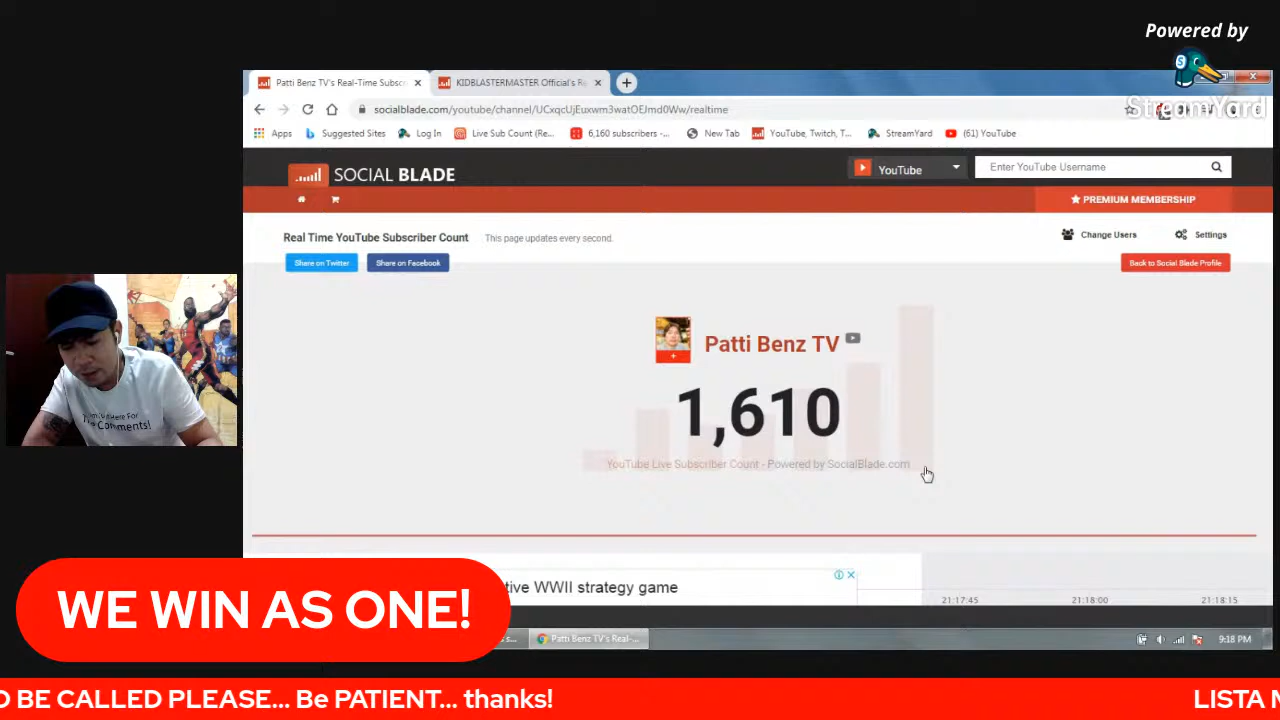 Powered by
StreamYard
Patti Benz TV's Real-Time Subsc
KIDBLASTERMASTER Official's Re
socialblade.com/youtube/channel/UCxqcUjEuxwm3watOEJmd0Ww/realtime
Apps Suggested Sites Log In Live Sub Count (Re... 6,160 subscribers -... New Tab YouTube, Twitch, T... StreamYard (61) YouTube
SOCIAL BLADE
YouTube
Enter YouTube Username
PREMIUM MEMBERSHIP
Real Time YouTube Subscriber Count This page updates every second.
Change Users Settings
Share on Twitter Share on Facebook
Back to Social Blade Profile
Patti Benz TV
1,610
YouTube Live Subscriber Count - Powered by SocialBlade.com
Here For
Comments!
tive WWII strategy game
21:17:45 21:18:00 21:18:15
WE WIN AS ONE!
s...
Patti Benz TV's Real-...
9:18 PM
O BE CALLED PLEASE... Be PATIENT... thanks!
LISTA